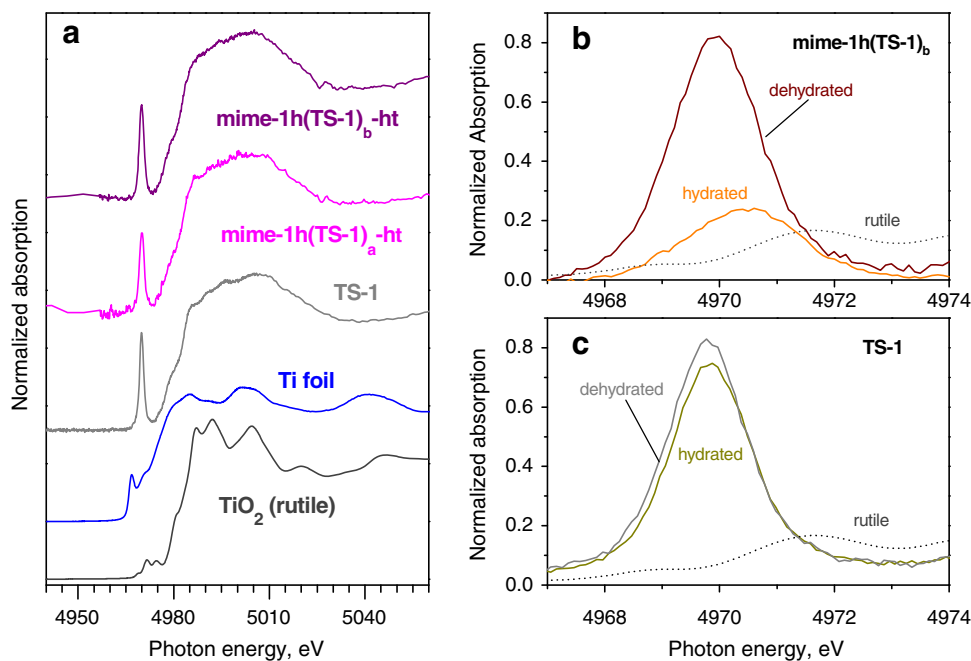 a
mime-1h(TS-1)b-ht
mime-1h(TS-1)a-ht
TS-1
Ti foil
TiO2 (rutile)
Normalized absorption
4950 4980 5010 5040
Photon energy, eV
b
mime-1h(TS-1)b
dehydrated
hydrated
rutile
0.8
0.6
0.4
0.2
0.0
Normalized Absorption
4968 4970 4972 4974
c
TS-1
dehydrated
hydrated
rutile
0.8
0.6
0.4
0.2
0.0
Normalized absorption
4968 4970 4972 4974
Photon energy, eV